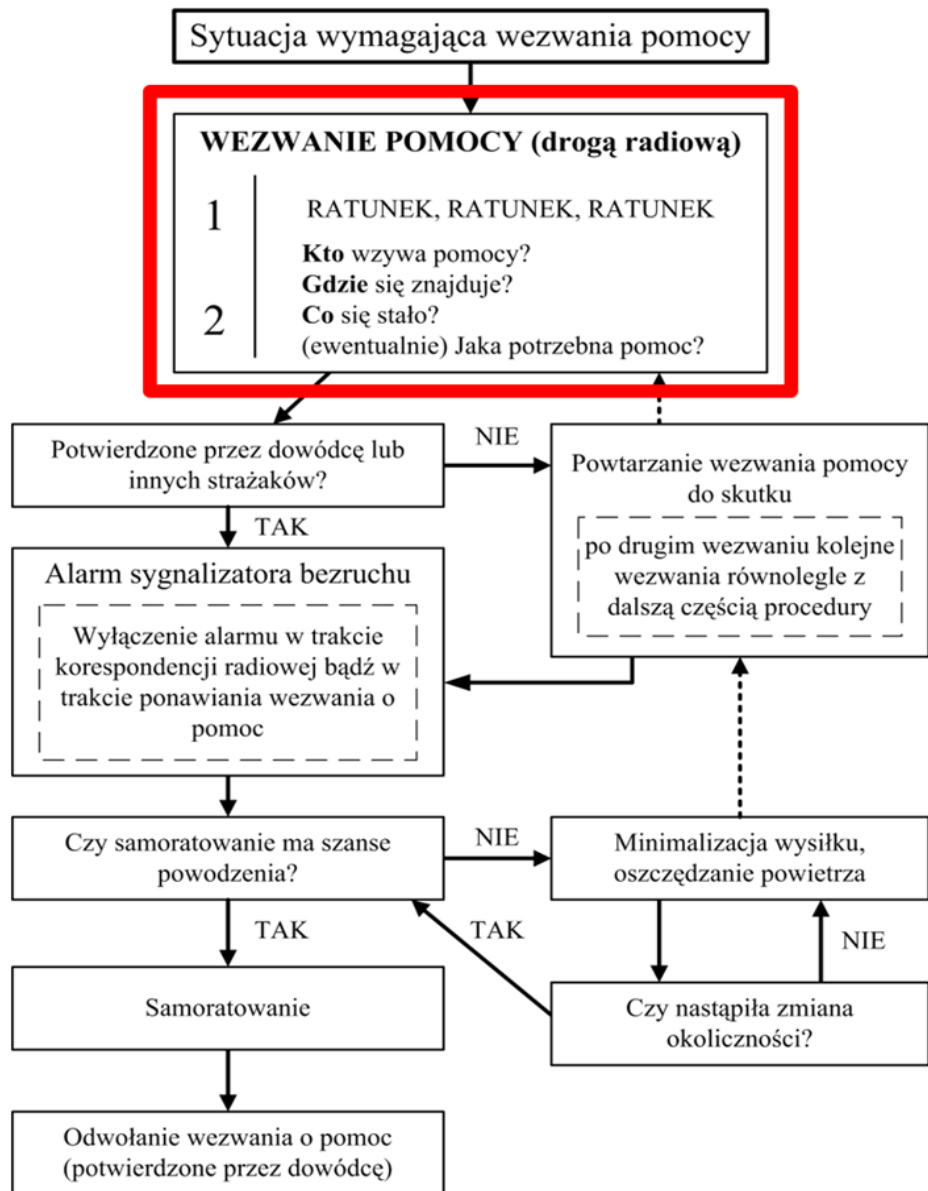 Sytuacja wymagająca wezwania pomocy
WEZWANIE POMOCY (drogą radiową)
1
RATUNEK, RATUNEK, RATUNEK
2
Kto wzywa pomocy?
Gdzie się znajduje?
Co się stało?
(ewentualnie) Jaka potrzebna pomoc?
Potwierdzone przez dowódcę lub
innych strażaków?
NIE
TAK
Powtarzanie wezwania pomocy
do skutku
po drugim wezwaniu kolejne
wezwania równolegle z
dalszą częścią procedury
Alarm sygnalizatora bezruchu
Wyłączenie alarmu w trakcie
korespondencji radiowej bądź w
trakcie ponawiania wezwania o
pomoc
Czy samoratowanie ma szanse
powodzenia?
NIE
TAK
Minimalizacja wysiłku,
oszczędzanie powietrza
TAK
NIE
Samoratowanie
Czy nastąpiła zmiana
okoliczności?
Odwołanie wezwania o pomoc
(potwierdzone przez dowódcę)